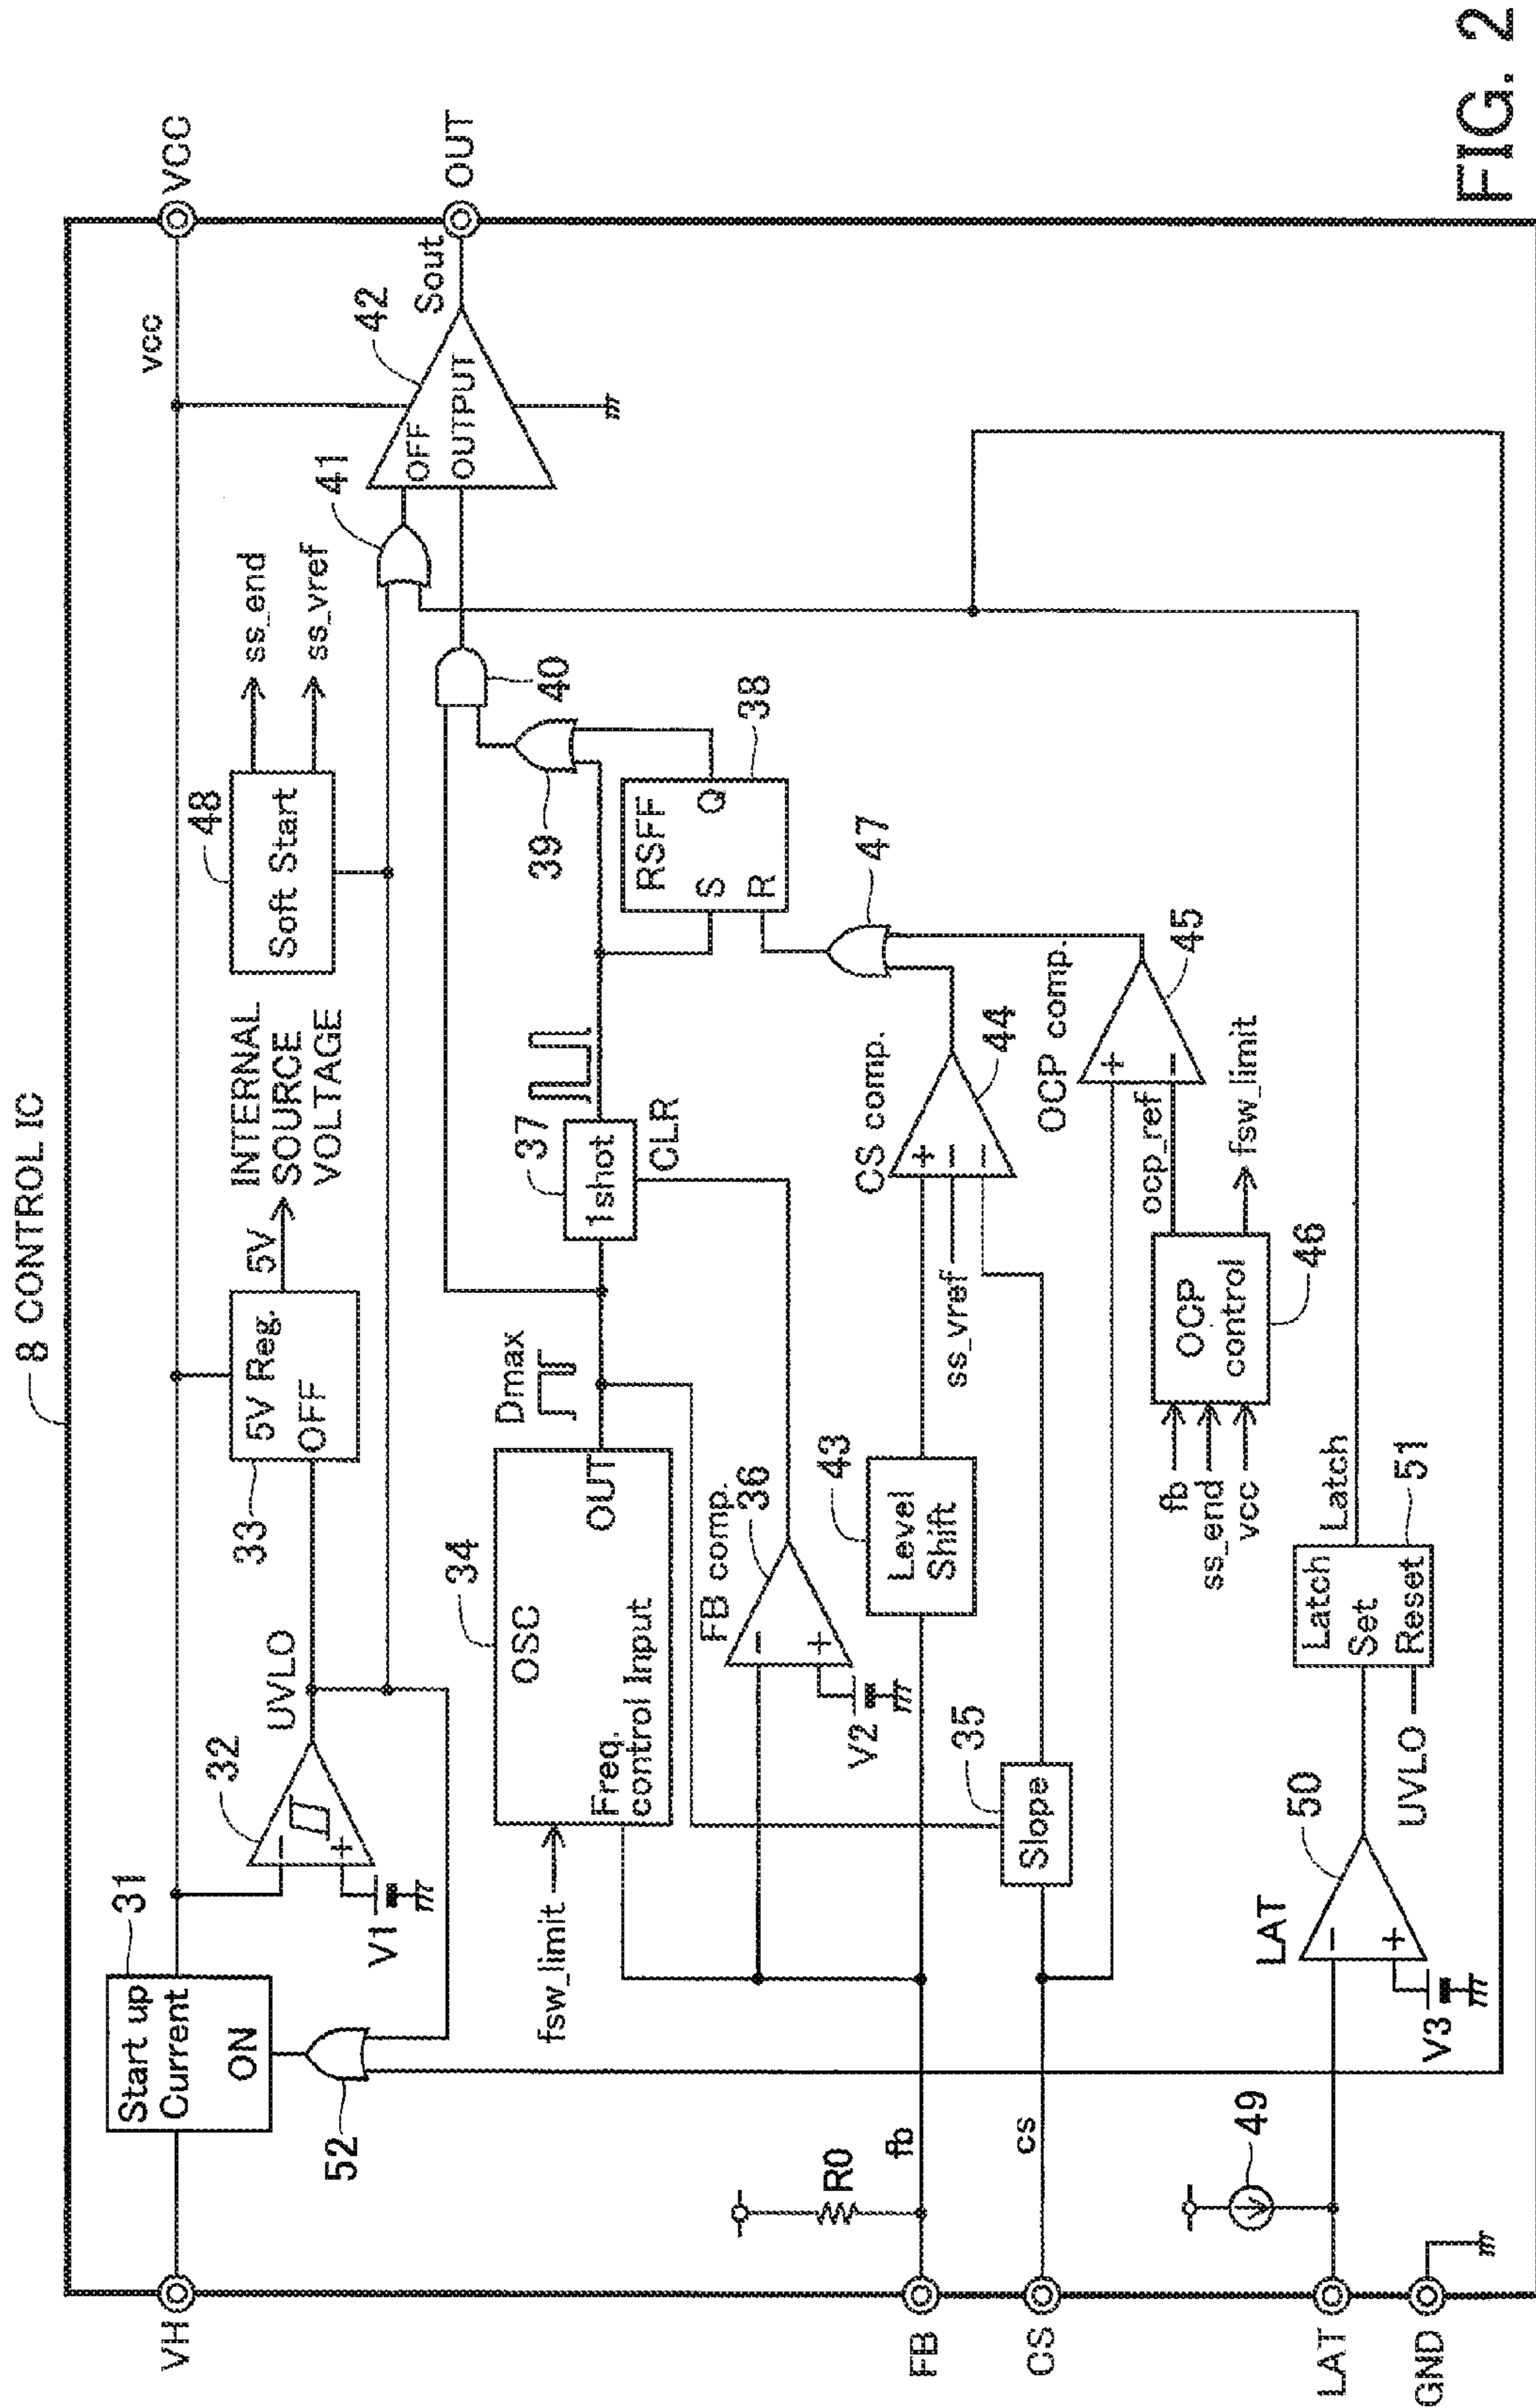 8 CONTROL IC
VH
31
Start up
Current
ON
52
32
UVLO
V1
33
5V Reg.
OFF
5V
INTERNAL
SOURCE
VOLTAGE
48
Soft Start
ss_end
ss_vref
vcc
VCC
41
42
OFF
OUTPUT
Sout
OUT
fsw_limit
34
OSC
Freq.
control Input
OUT
Dmax
37
1shot
CLR
39
40
FB comp.
36
V2
RSFF
S
R
Q
38
R0
fb
FB
43
Level
Shift
CS comp.
44
ss_vref
47
35
Slope
cs
CS
OCP comp.
45
ocp_ref
fb
ss_end
vcc
OCP
control
46
fsw_limit
49
LAT
LAT
50
V3
UVLO
Latch
Set
Reset
51
Latch
GND
FIG. 2